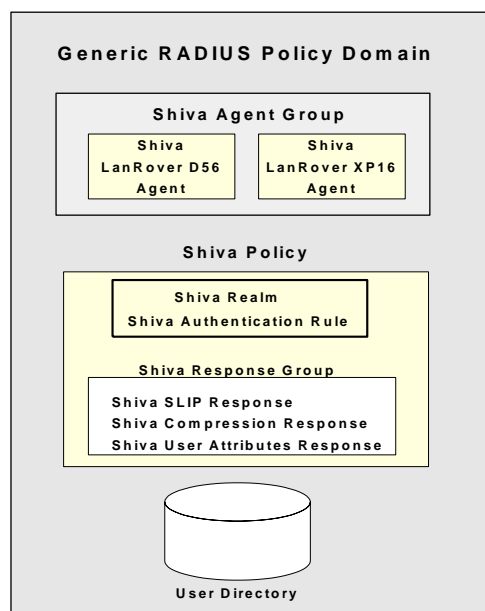 Generic RADIUS Policy Domain
Shiva Agent Group
Shiva
LanRover D56
Agent
Shiva
LanRover XP16
Agent
Shiva Policy
Shiva Realm
Shiva Authentication Rule
Shiva Response Group
Shiva SLIP Response
Shiva Compression Response
Shiva User Attributes Response
User Directory